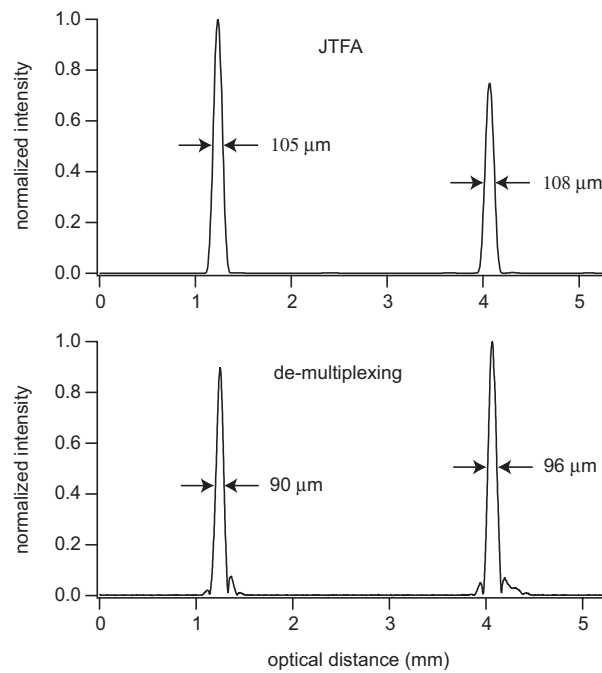 JTFA
normalized intensity
1.0
0.8
0.6
0.4
0.2
0.0
105 μm
108 μm
0 1 2 3 4 5
de-multiplexing
normalized intensity
1.0
0.8
0.6
0.4
0.2
0.0
90 μm
96 μm
0 1 2 3 4 5
optical distance (mm)